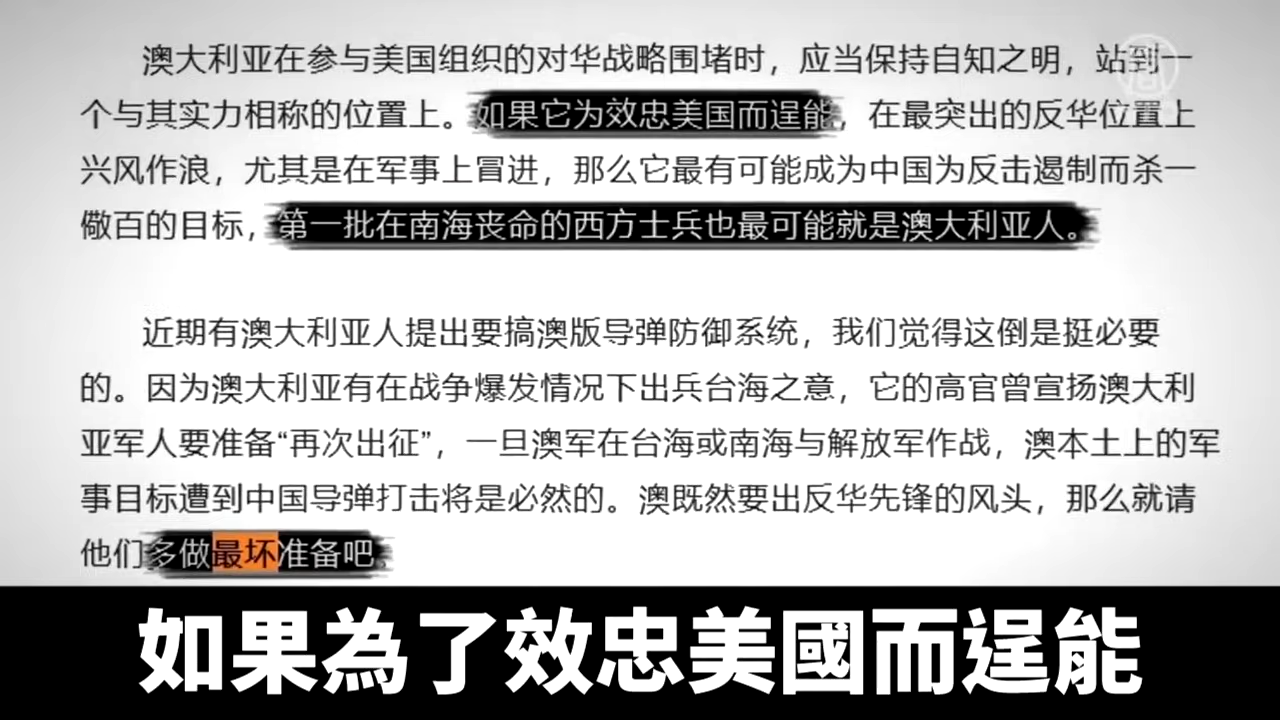 澳大利亚在参与美国组织的对华战略围堵时，应当保持自知之明，站到一
个与其实力相称的位置上。如果它为效忠美国而逞能，在最突出的反华位置上
兴风作浪，尤其是在军事上冒进，那么它最有可能成为中国为反击遏制而杀一
儆百的目标，第一批在南海丧命的西方士兵也最可能就是澳大利亚人。
近期有澳大利亚人提出要搞澳版导弹防御系统，我们觉得这倒是挺必要
的。因为澳大利亚有在战争爆发情况下出兵台海之意，它的高官曾宣扬澳大利
亚军人要准备“再次出征”，一旦澳军在台海或南海与解放军作战，澳本土上的军
事目标遭到中国导弹打击将是必然的。澳既然要出反华先锋的风头，那么就请
他们多做最坏准备吧
如果為了效忠美國而逞能